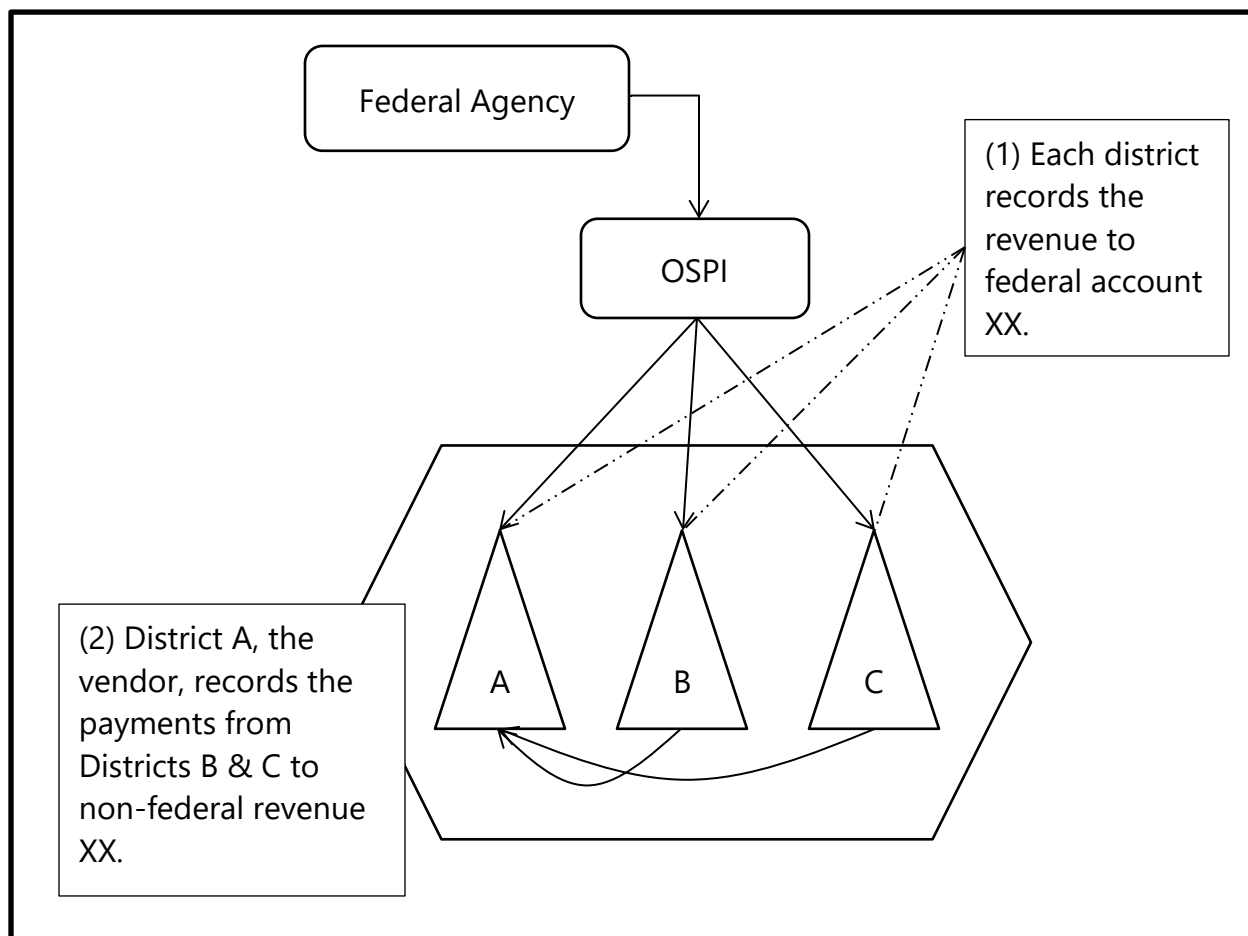 Federal Agency
(1) Each district
records the
revenue to
federal account
XX.
OSPI
(2) District A, the
vendor, records the
payments from
Districts B & C to
non-federal revenue
XX.
A
B
C